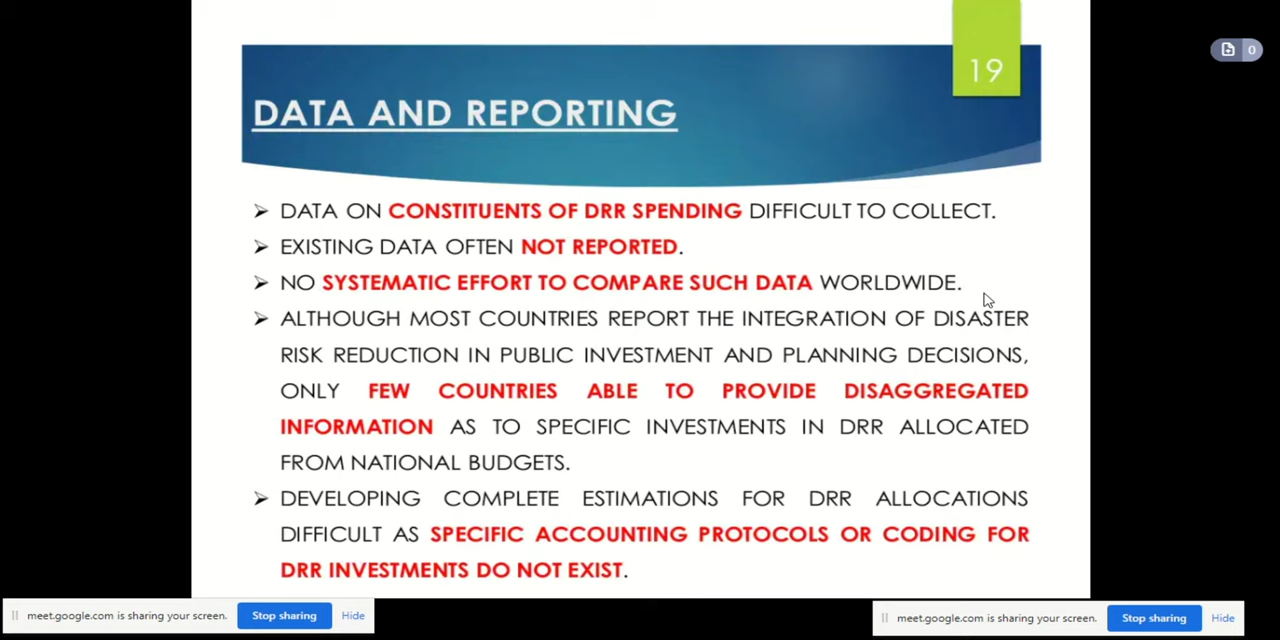 19
0
DATA AND REPORTING
➢ DATA ON CONSTITUENTS OF DRR SPENDING DIFFICULT TO COLLECT.
➢ EXISTING DATA OFTEN NOT REPORTED.
➢ NO SYSTEMATIC EFFORT TO COMPARE SUCH DATA WORLDWIDE.
➢ ALTHOUGH MOST COUNTRIES REPORT THE INTEGRATION OF DISASTER
RISK REDUCTION IN PUBLIC INVESTMENT AND PLANNING DECISIONS,
ONLY FEW COUNTRIES ABLE TO PROVIDE DISAGGREGATED
INFORMATION AS TO SPECIFIC INVESTMENTS IN DRR ALLOCATED
FROM NATIONAL BUDGETS.
➢ DEVELOPING COMPLETE ESTIMATIONS FOR DRR ALLOCATIONS
DIFFICULT AS SPECIFIC ACCOUNTING PROTOCOLS OR CODING FOR
DRR INVESTMENTS DO NOT EXIST.
meet.google.com is sharing your screen. Stop sharing Hide
meet.google.com is sharing your screen. Stop sharing Hide